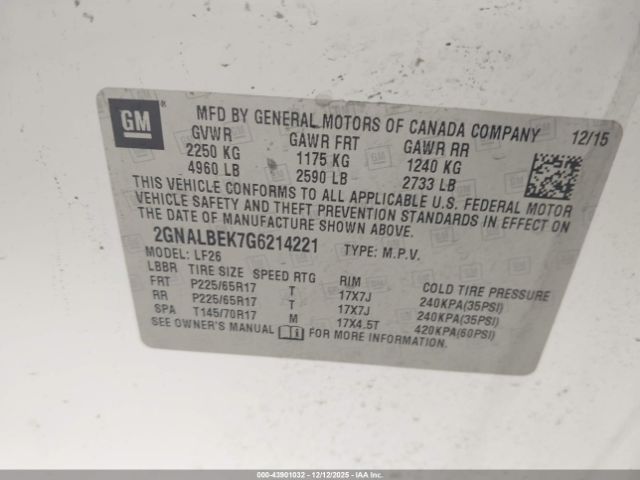 GM
®
MFD BY GENERAL MOTORS OF CANADA COMPANY
12/15
GVWR GAWR FRT GAWR RR
2250 KG 1175 KG 1240 KG
4960 LB 2590 LB 2733 LB
THIS VEHICLE CONFORMS TO ALL APPLICABLE U.S. FEDERAL MOTOR
VEHICLE SAFETY AND THEFT PREVENTION STANDARDS IN EFFECT ON
THE DATE OF MANUFACTURE SHOWN ABOVE.
2GNALBEK7G6214221 TYPE: M.P.V.
MODEL: LF26
LBBR TIRE SIZE SPEED RTG RIM COLD TIRE PRESSURE
FRT P225/65R17 T 17X7J 240KPA(35PSI)
RR P225/65R17 T 17X7J 240KPA(35PSI)
SPA T145/70R17 M 17X4.5T 420KPA(60PSI)
SEE OWNER'S MANUAL FOR MORE INFORMATION.
000-43901032 - 12/12/2025 - IAA Inc.